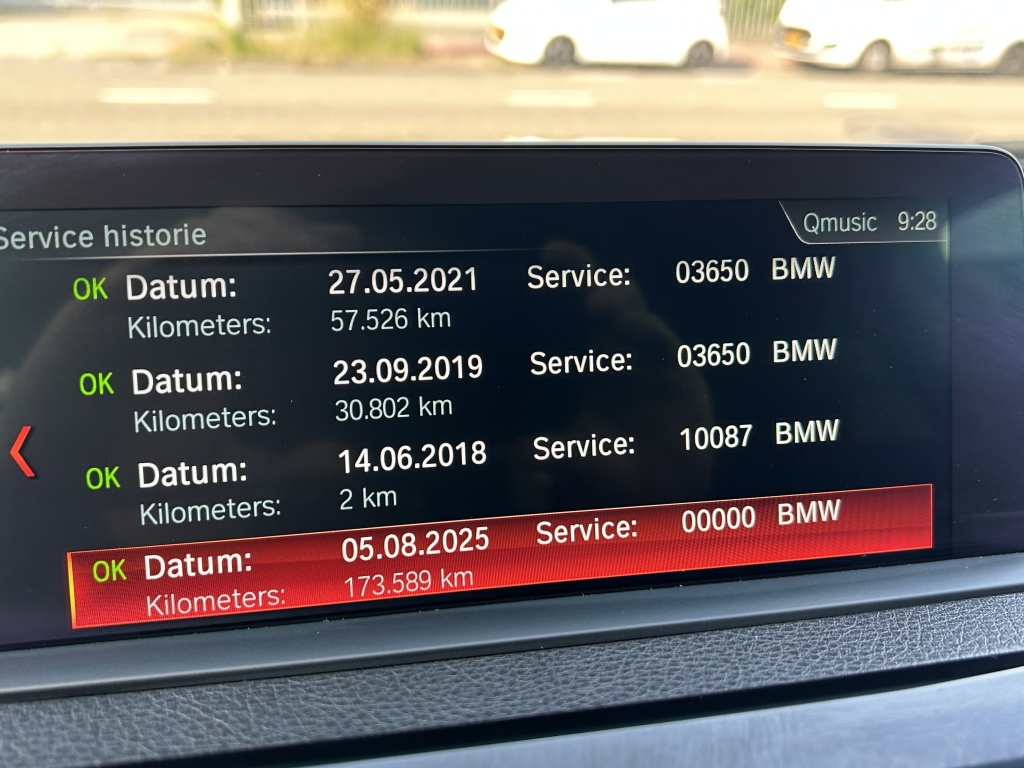 Service historie
Qmusic 9:28
OK Datum: 27.05.2021 Service: 03650 BMW
Kilometers: 57.526 km
OK Datum: 23.09.2019 Service: 03650 BMW
Kilometers: 30.802 km
OK Datum: 14.06.2018 Service: 10087 BMW
Kilometers: 2 km
OK Datum: 05.08.2025 Service: 00000 BMW
Kilometers: 173.589 km